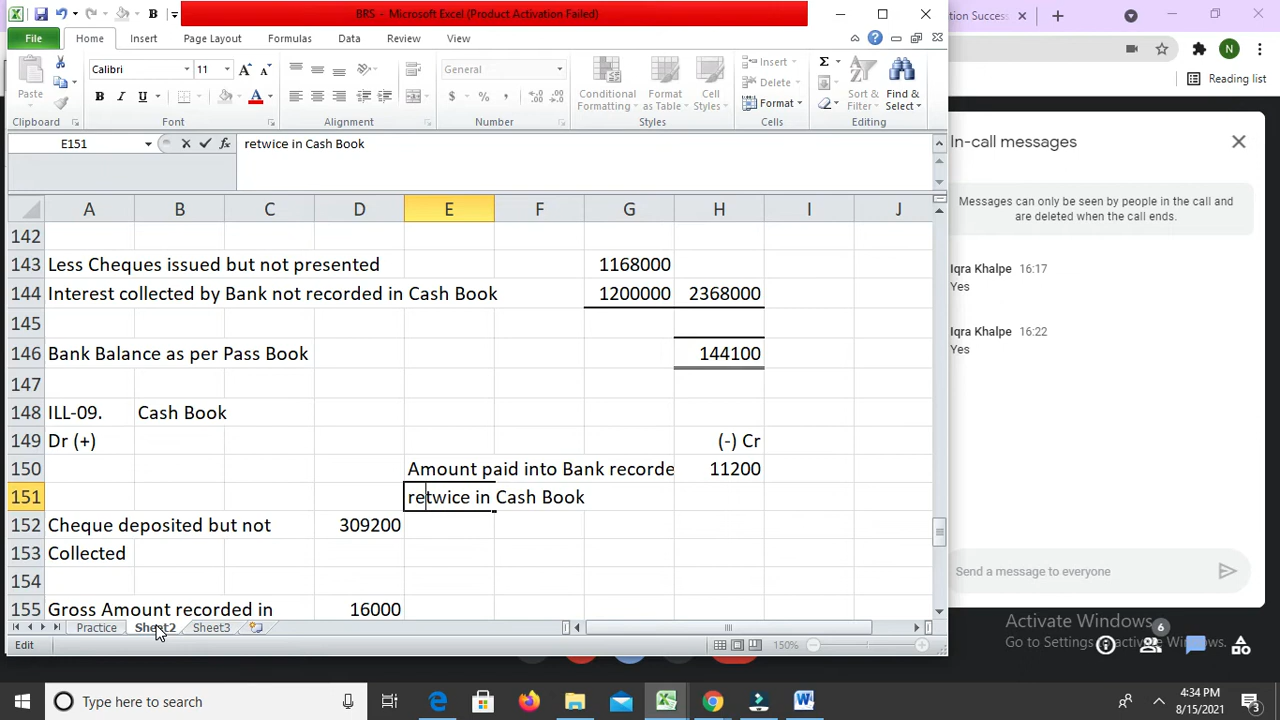 BRS - Microsoft Excel (Product Activation Failed)
tion Success
File Home Insert Page Layout Formulas Data Review View
Paste
Calibri 11
General
Conditional Formatting
Format as Table
Cell Styles
Insert
Delete
Format
Sort & Filter
Find & Select
Clipboard Font Alignment Number Styles Cells Editing
E151 retwice in Cash Book
A B C D E F G H I J
142
143 Less Cheques issued but not presented 1168000
144 Interest collected by Bank not recorded in Cash Book 1200000 2368000
145
146 Bank Balance as per Pass Book 144100
147
148 ILL-09. Cash Book
149 Dr (+) (-) Cr
150 Amount paid into Bank recorde 11200
151 retwice in Cash Book
152 Cheque deposited but not 309200
153 Collected
154
155 Gross Amount recorded in 16000
Practice Sheet2 Sheet3
Edit 150%
N
Reading list
In-call messages
Messages can only be seen by people in the call and
are deleted when the call ends.
Iqra Khalpe 16:17
Yes
Iqra Khalpe 16:22
Yes
Send a message to everyone
Activate Windows
Go to Settings to activate Windows.
6
Type here to search
4:34 PM
8/15/2021
3